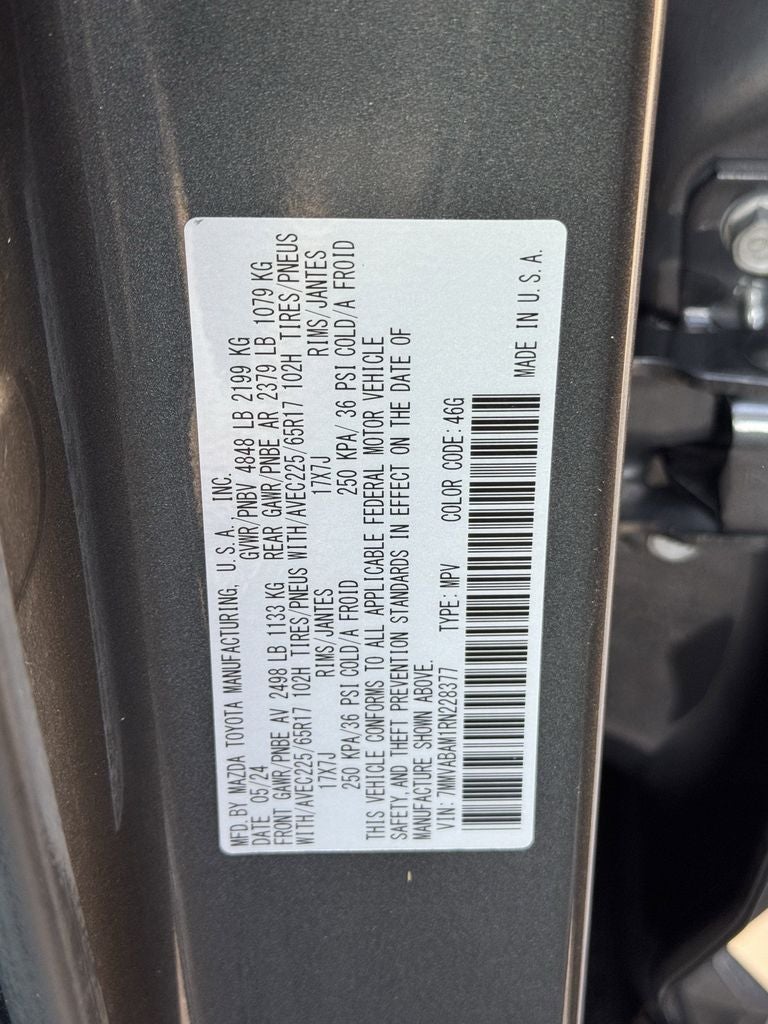 MFD.BY MAZDA TOYOTA MANUFACTURING, U.S.A., INC.
DATE 05/24 GVWR/PNBV 4848 LB 2199 KG
FRONT GAWR/PNBE AV 2498 LB 1133 KG REAR GAWR/PNBE AR 2379 LB 1079 KG
WITH/AVEC225/65R17 102H TIRES/PNEUS WITH/AVEC225/65R17 102H TIRES/PNEUS
17X7J RIMS/JANTES 17X7J RIMS/JANTES
250 KPA/36 PSI COLD/A FROID 250 KPA/ 36 PSI COLD/A FROID
THIS VEHICLE CONFORMS TO ALL APPLICABLE FEDERAL MOTOR VEHICLE
SAFETY,AND THEFT PREVENTION STANDARDS IN EFFECT ON THE DATE OF
MANUFACTURE SHOWN ABOVE.
VIN: 7MMVABAM1RN228377 TYPE: MPV COLOR CODE: 46G
MADE IN U.S.A.